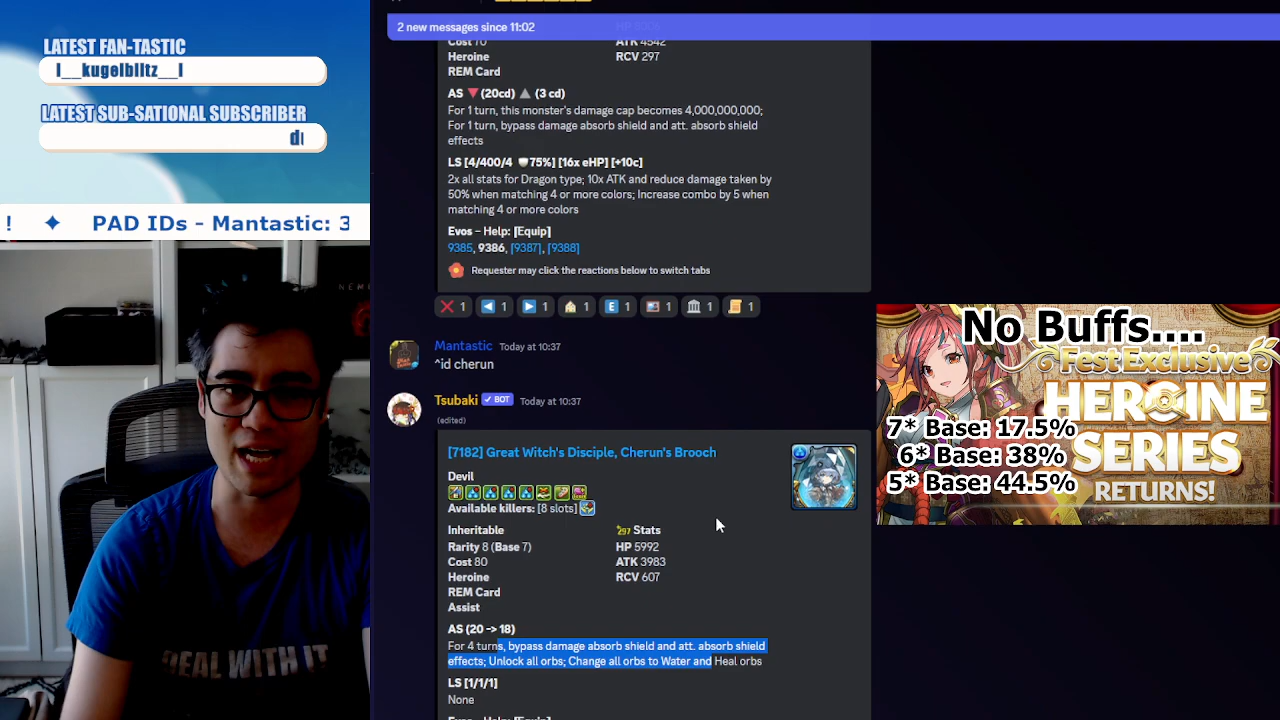 LATEST FAN-TASTIC
l__kugelblitz__l
LATEST SUB-SATIONAL SUBSCRIBER
! ✦ PAD IDs - Mantastic: 3
DEAL WITH IT
2 new messages since 11:02
Cost 70
ATK 4542
Heroine
RCV 297
REM Card
AS (20cd) (3 cd)
For 1 turn, this monster's damage cap becomes 4,000,000,000;
For 1 turn, bypass damage absorb shield and att. absorb shield
effects
LS [4/400/4 75%] [16x eHP] [+10c]
2x all stats for Dragon type; 10x ATK and reduce damage taken by
50% when matching 4 or more colors; Increase combo by 5 when
matching 4 or more colors
Evos – Help: [Equip]
9385, 9386, [9387], [9388]
Requester may click the reactions below to switch tabs
1 1 1 1 E 1 1 1 1
Mantastic Today at 10:37
^id cherun
Tsubaki ✓ BOT Today at 10:37
(edited)
[7182] Great Witch's Disciple, Cherun's Brooch
Devil
Available killers: [8 slots]
Inheritable
297 Stats
Rarity 8 (Base 7)
HP 5992
Cost 80
ATK 3983
Heroine
RCV 607
REM Card
Assist
AS (20 -> 18)
For 4 turns, bypass damage absorb shield and att. absorb shield
effects; Unlock all orbs; Change all orbs to Water and Heal orbs
LS [1/1/1]
None
No Buffs....
Fest Exclusive
HEROINE
SERIES
RETURNS!
7* Base: 17.5%
6* Base: 38%
5* Base: 44.5%